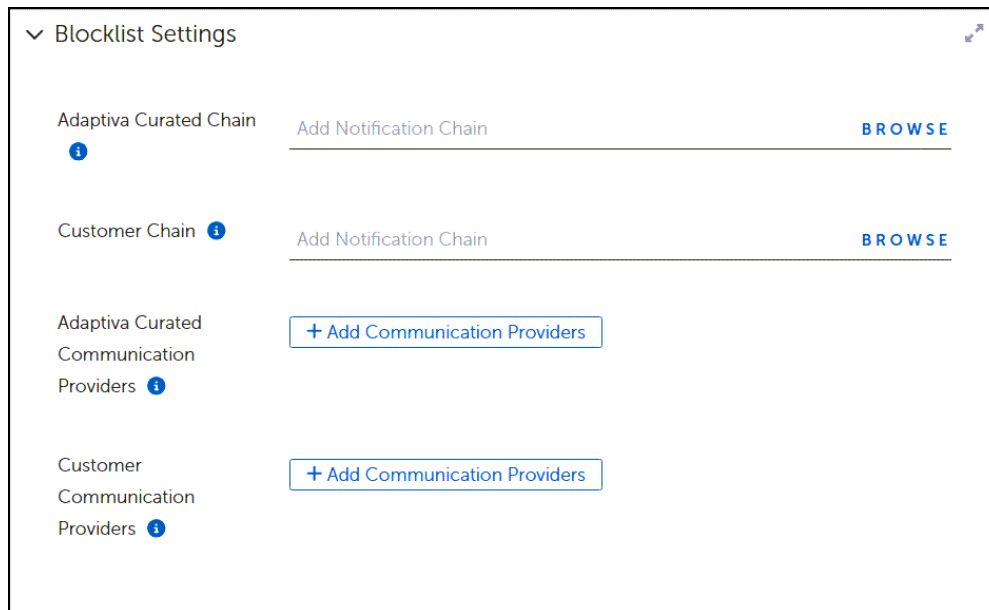 Blocklist Settings
Adaptiva Curated Chain
Add Notification Chain
BROWSE
Customer Chain
Add Notification Chain
BROWSE
Adaptiva Curated
Communication
Providers
+ Add Communication Providers
Customer
Communication
Providers
+ Add Communication Providers